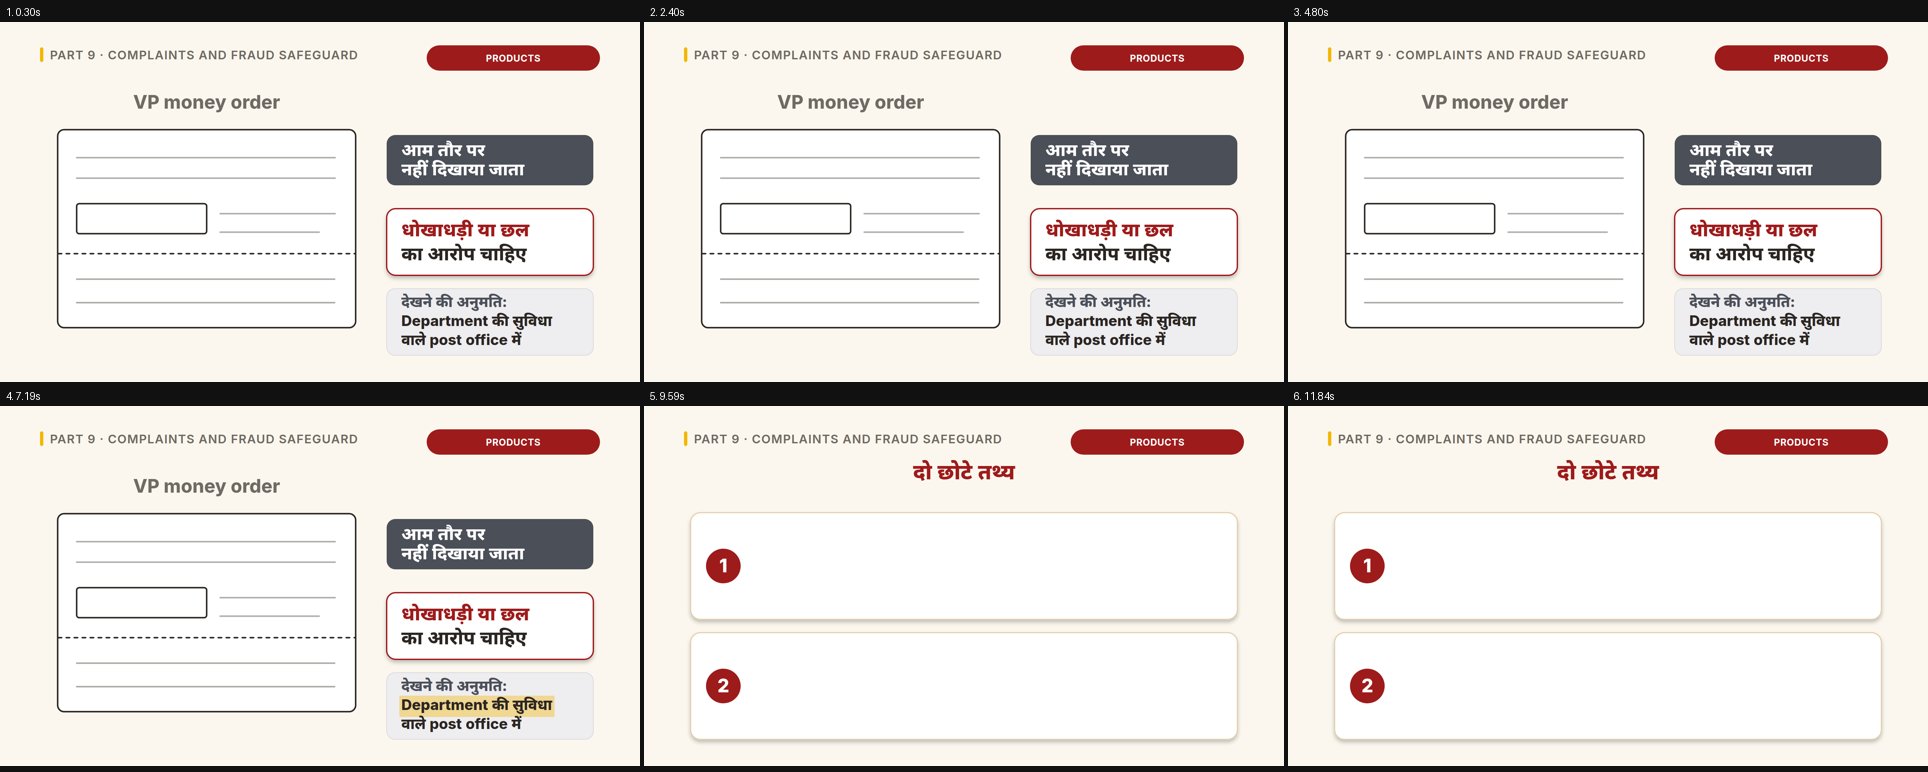 1. 0.30s
PART 9 · COMPLAINTS AND FRAUD SAFEGUARD
PRODUCTS
VP money order
आम तौर पर
नहीं दिखाया जाता
धोखाधड़ी या छल
का आरोप चाहिए
देखने की अनुमति:
Department की सुविधा
वाले post office में
2. 2.40s
PART 9 · COMPLAINTS AND FRAUD SAFEGUARD
PRODUCTS
VP money order
आम तौर पर
नहीं दिखाया जाता
धोखाधड़ी या छल
का आरोप चाहिए
देखने की अनुमति:
Department की सुविधा
वाले post office में
3. 4.80s
PART 9 · COMPLAINTS AND FRAUD SAFEGUARD
PRODUCTS
VP money order
आम तौर पर
नहीं दिखाया जाता
धोखाधड़ी या छल
का आरोप चाहिए
देखने की अनुमति:
Department की सुविधा
वाले post office में
4. 7.19s
PART 9 · COMPLAINTS AND FRAUD SAFEGUARD
PRODUCTS
VP money order
आम तौर पर
नहीं दिखाया जाता
धोखाधड़ी या छल
का आरोप चाहिए
देखने की अनुमति:
Department की सुविधा
वाले post office में
5. 9.59s
PART 9 · COMPLAINTS AND FRAUD SAFEGUARD
PRODUCTS
दो छोटे तथ्य
1
2
6. 11.84s
PART 9 · COMPLAINTS AND FRAUD SAFEGUARD
PRODUCTS
दो छोटे तथ्य
1
2